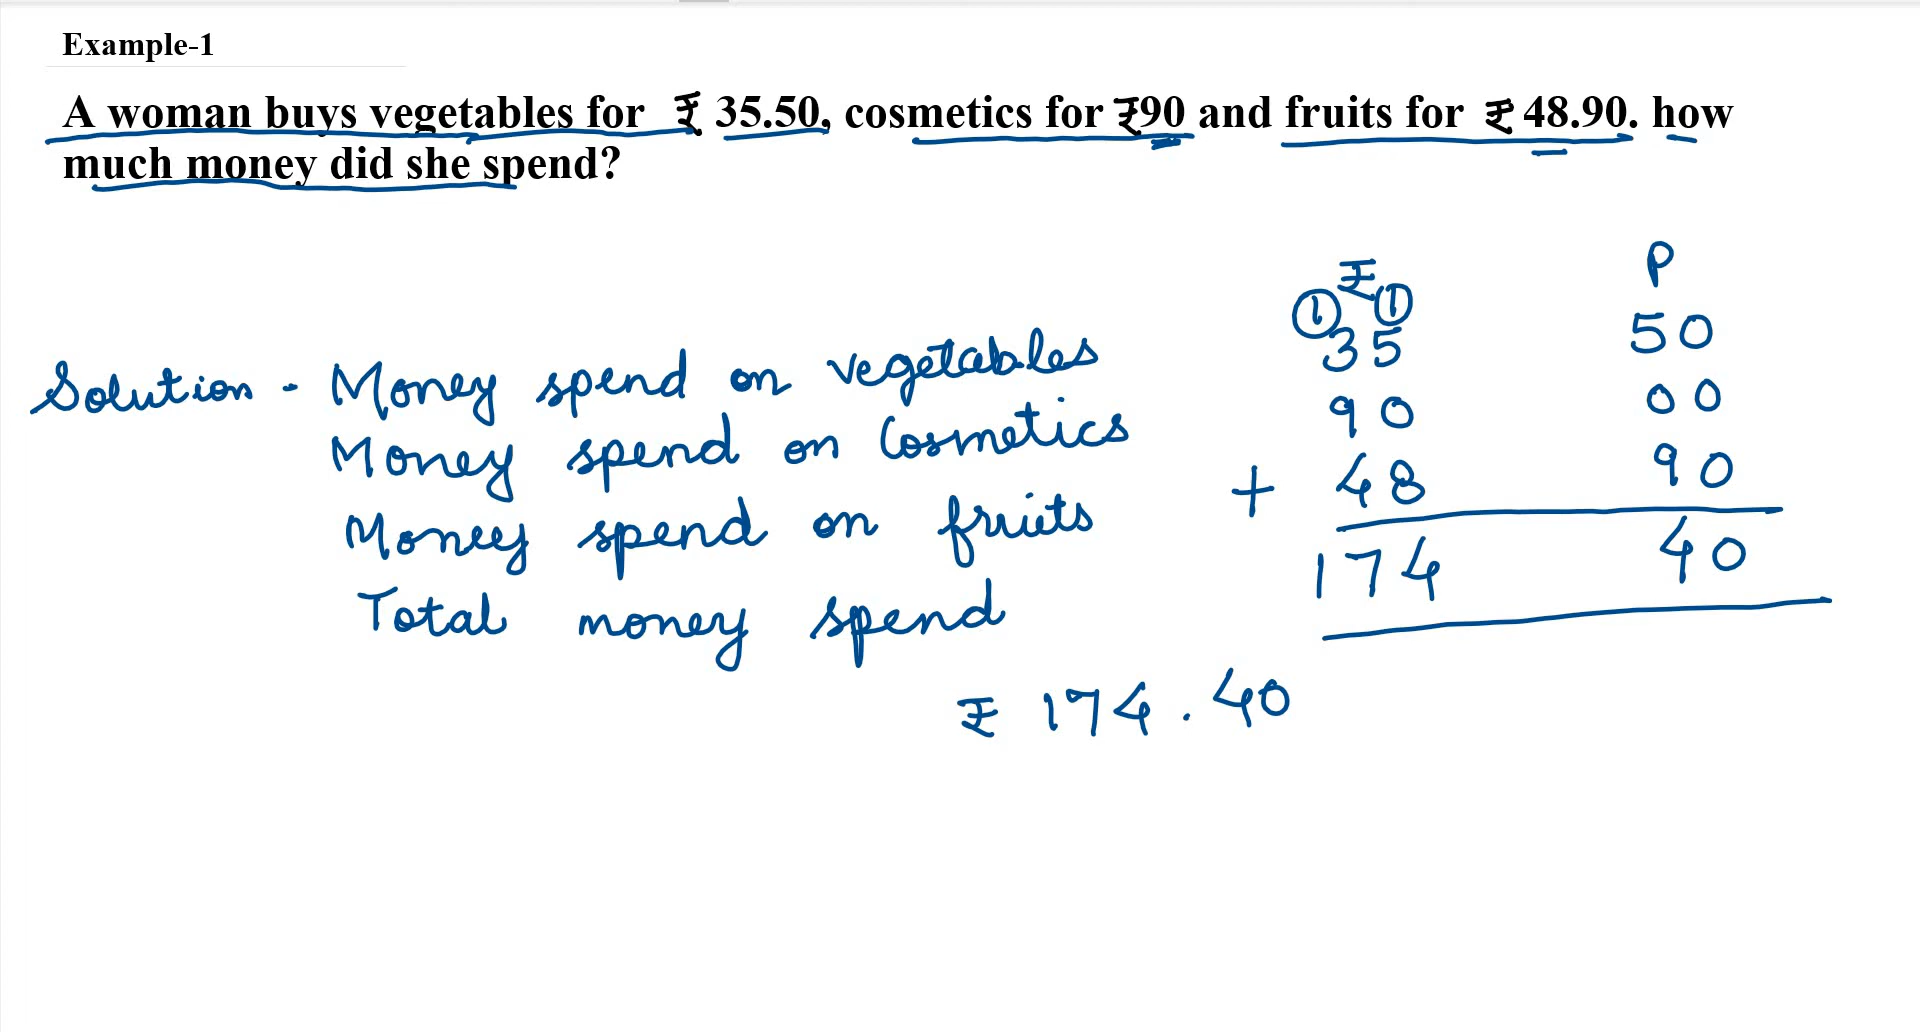 Example-1
A woman buys vegetables for ₹ 35.50, cosmetics for ₹90 and fruits for ₹ 48.90. how
much money did she spend?
₹ P
1 1
Solution - Money spend on vegetables 35 50
Money spend on Cosmetics 90 00
Money spend on fruits + 48 90
Total money spend 174 40
₹ 174.40